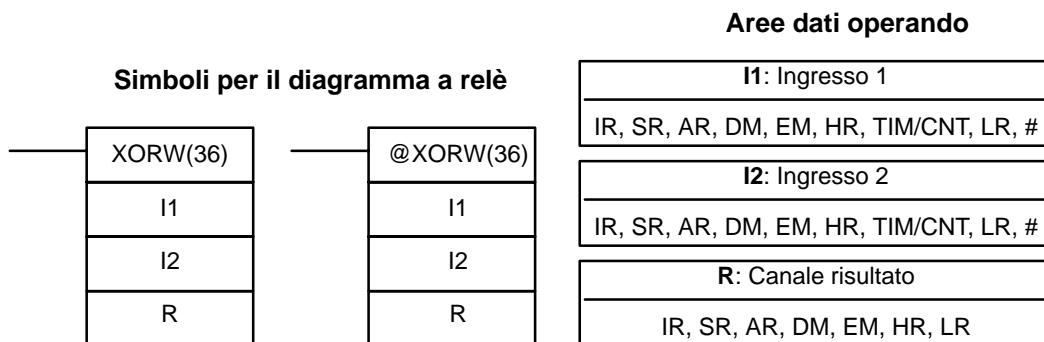 Aree dati operando
Simboli per il diagramma a relè
XORW(36)
I1
I2
R
@XORW(36)
I1
I2
R
I1: Ingresso 1
IR, SR, AR, DM, EM, HR, TIM/CNT, LR, #
I2: Ingresso 2
IR, SR, AR, DM, EM, HR, TIM/CNT, LR, #
R: Canale risultato
IR, SR, AR, DM, EM, HR, LR